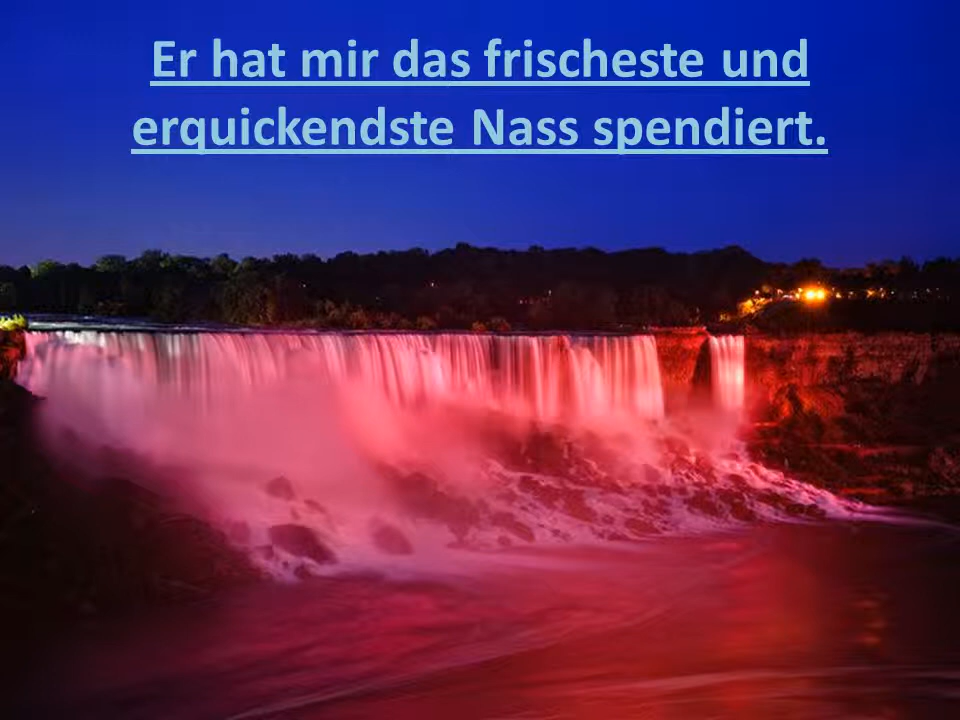 Er hat mir das frischeste und
erquickendste Nass spendiert.